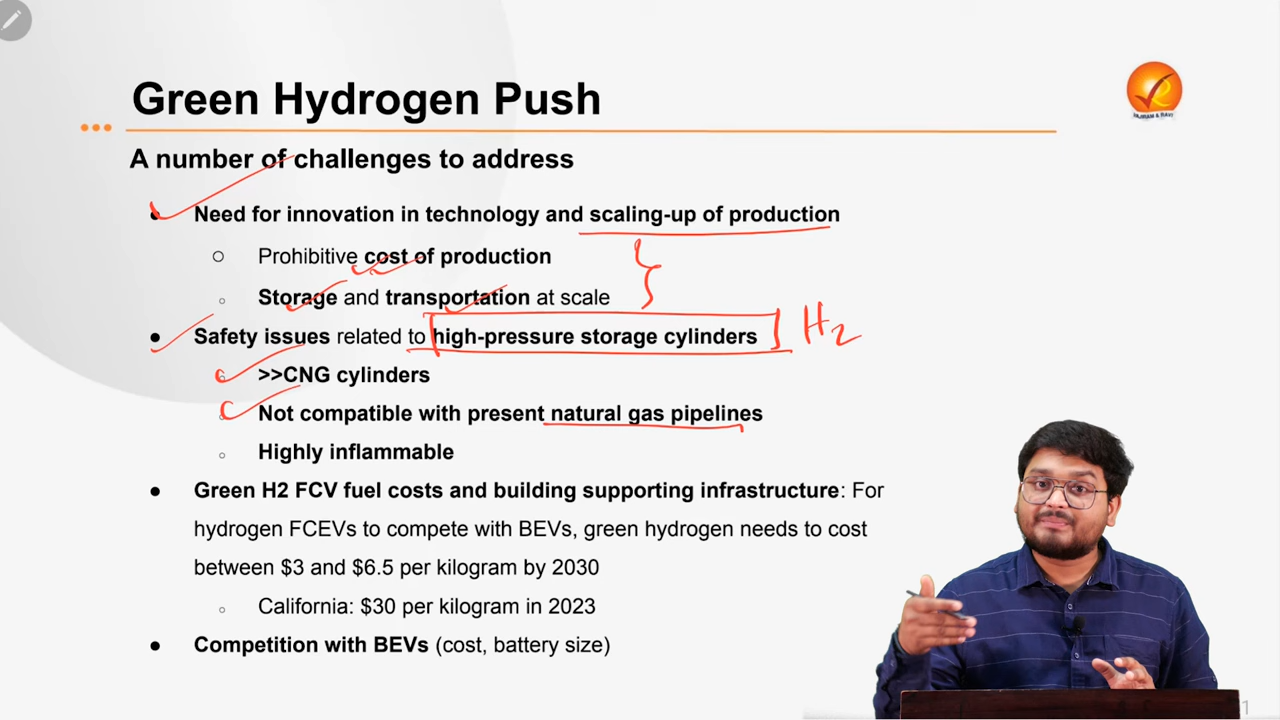 Green Hydrogen Push
A number of challenges to address
Need for innovation in technology and scaling-up of production
Prohibitive cost of production
Storage and transportation at scale
Safety issues related to high-pressure storage cylinders
H2
>>CNG cylinders
Not compatible with present natural gas pipelines
Highly inflammable
Green H2 FCV fuel costs and building supporting infrastructure: For
hydrogen FCEVs to compete with BEVs, green hydrogen needs to cost
between $3 and $6.5 per kilogram by 2030
California: $30 per kilogram in 2023
Competition with BEVs (cost, battery size)